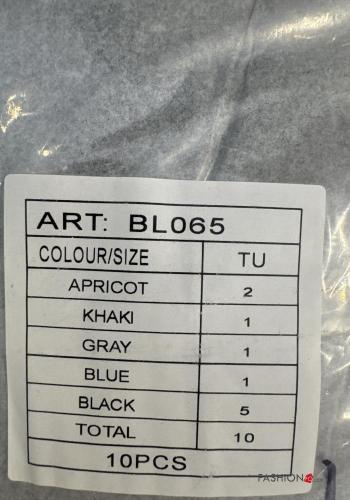 ART: BL065
COLOUR/SIZE TU
APRICOT 2
KHAKI 1
GRAY 1
BLUE 1
BLACK 5
TOTAL 10
10PCS
FASHION